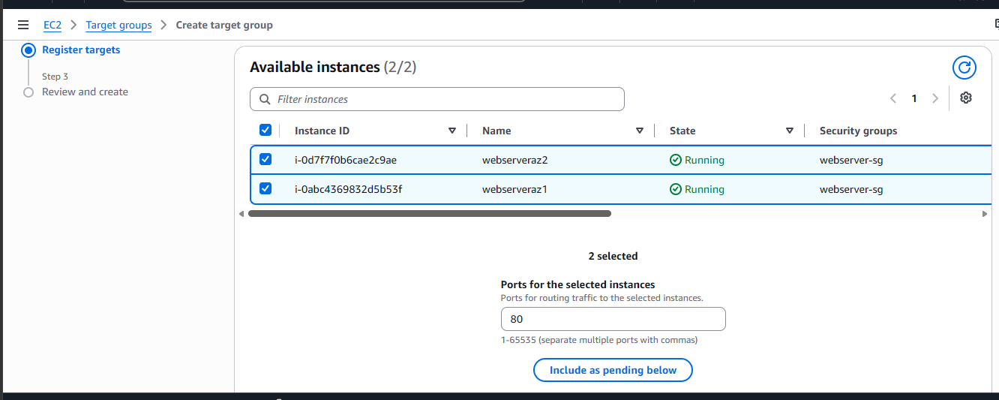 EC2 > Target groups > Create target group
Register targets
Step 3
Review and create
Available instances (2/2)
Filter instances
1
Instance ID Name State Security groups
i-0d7f7f0b6cae2c9ae webserveraz2 Running webserver-sg
i-0abc4369832d5b53f webserveraz1 Running webserver-sg
2 selected
Ports for the selected instances
Ports for routing traffic to the selected instances.
80
1-65535 (separate multiple ports with commas)
Include as pending below